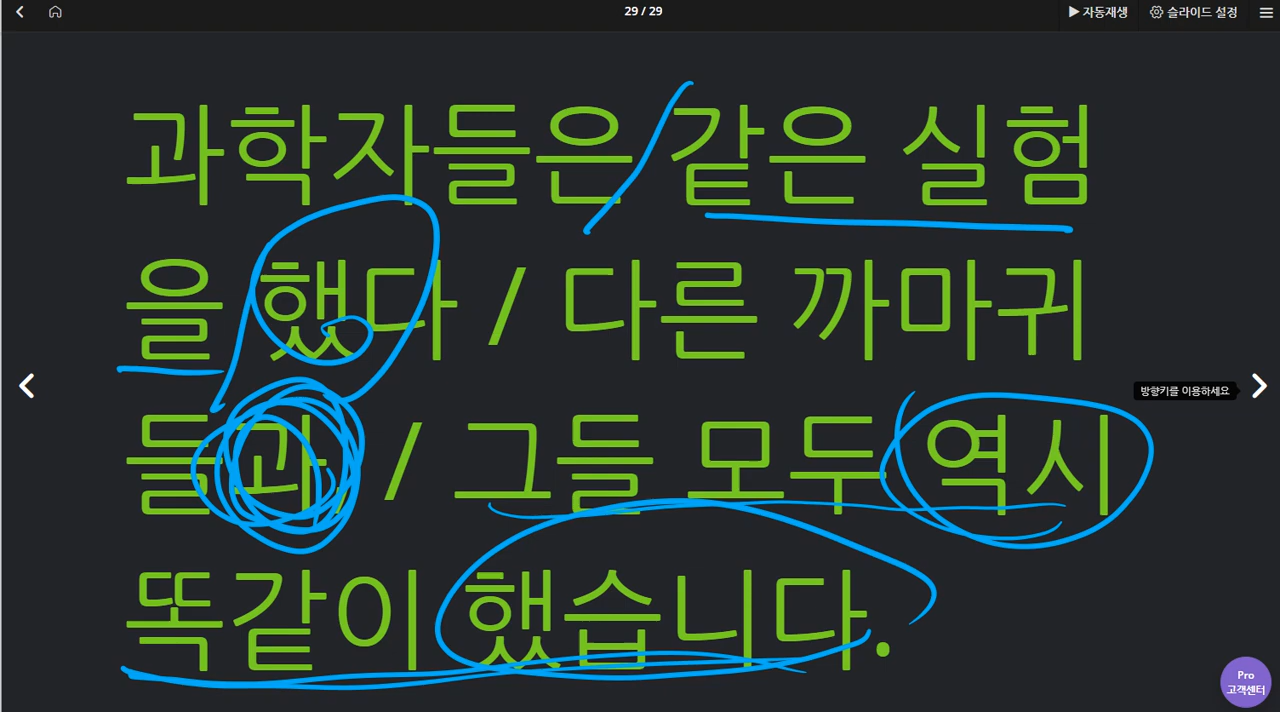 29 / 29
자동재생
슬라이드 설정
과학자들은 같은 실험
을 했다 / 다른 까마귀
들과, / 그들 모두 역시
똑같이 했습니다.
방향키를 이용하세요
Pro
고객센터